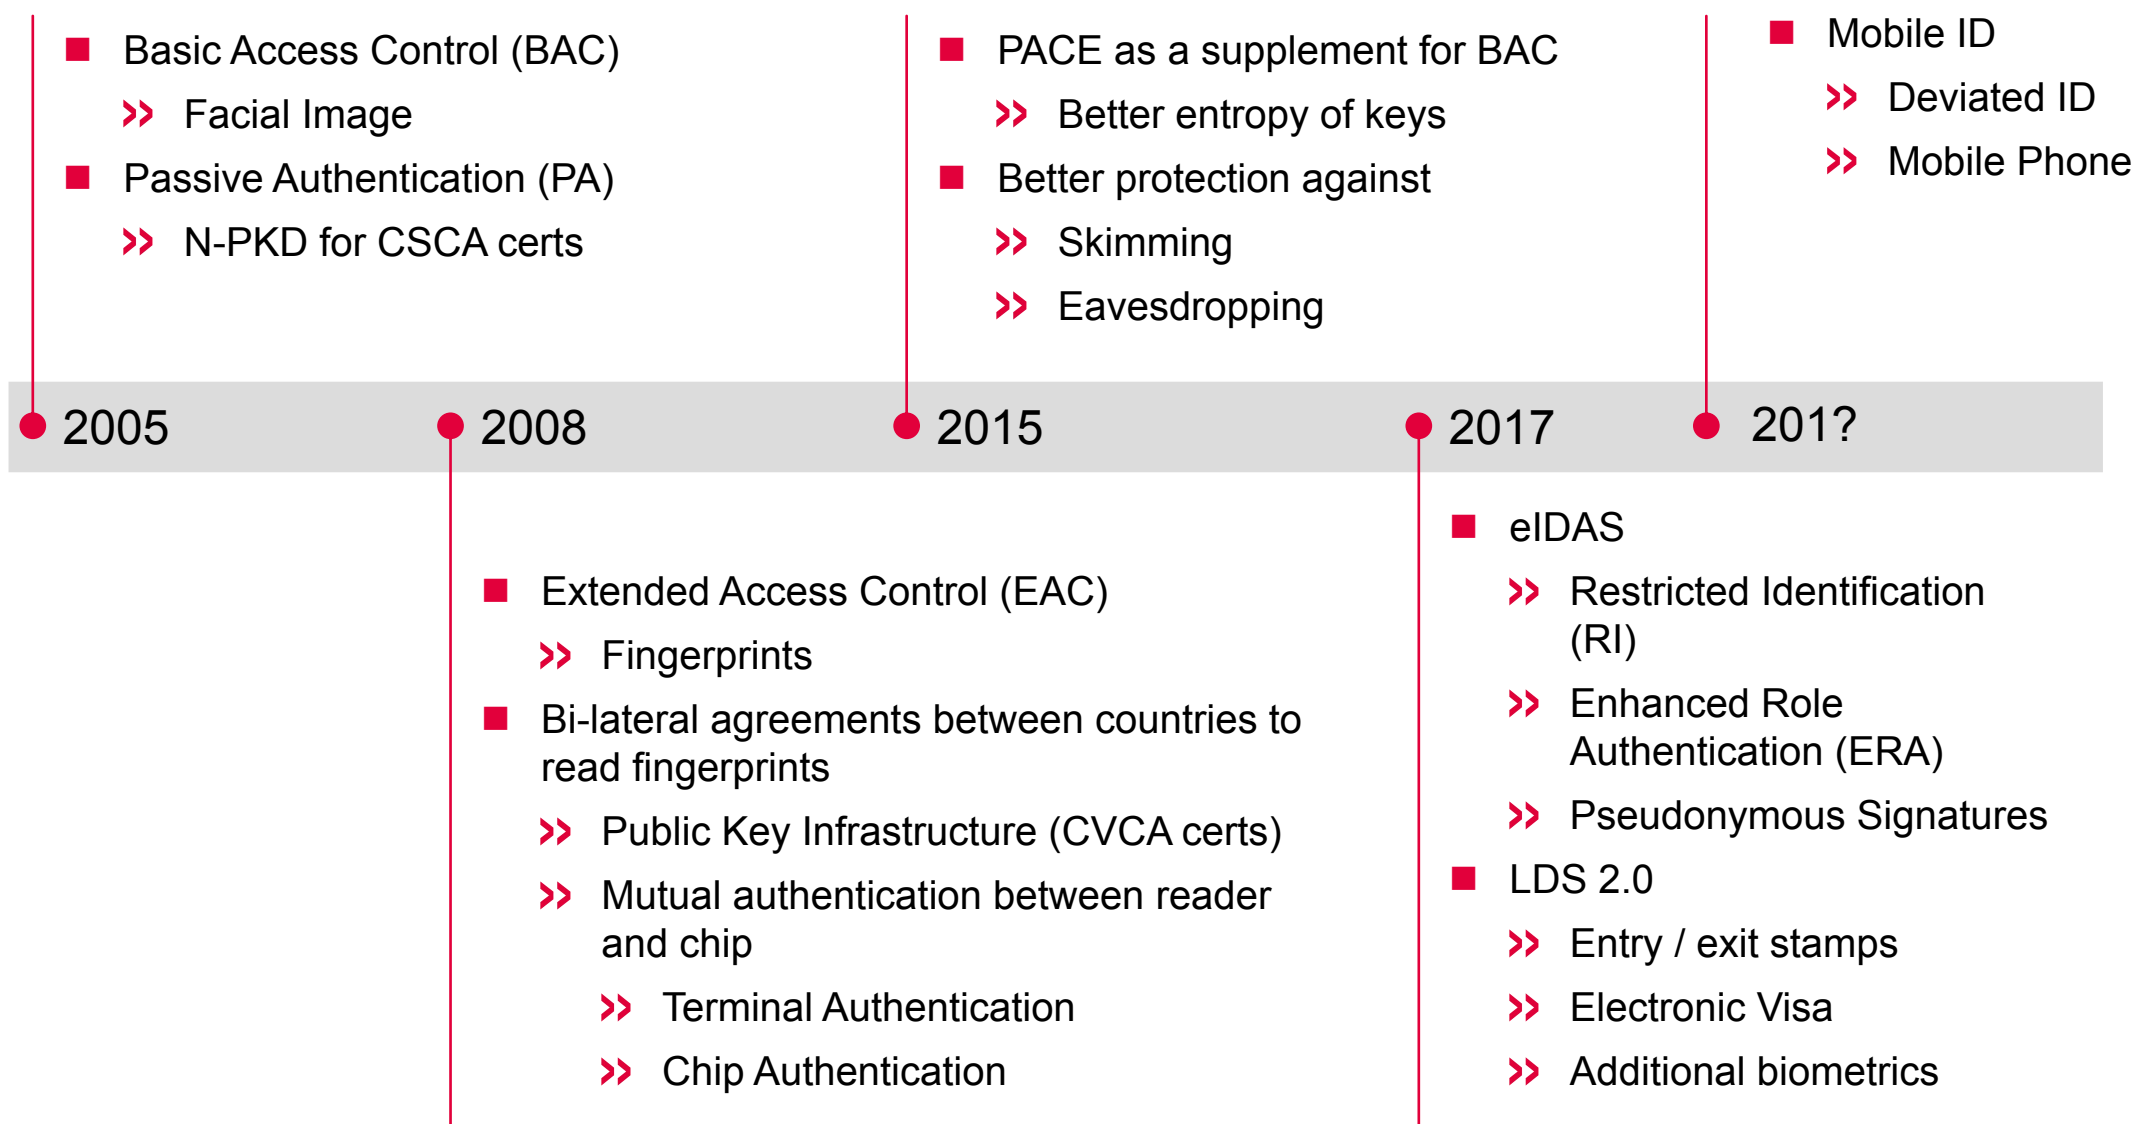 Basic Access Control (BAC)
Facial Image
Passive Authentication (PA)
N-PKD for CSCA certs
PACE as a supplement for BAC
Better entropy of keys
Better protection against
Skimming
Eavesdropping
Mobile ID
Deviated ID
Mobile Phone
2005
2008
2015
2017
201?
Extended Access Control (EAC)
Fingerprints
Bi-lateral agreements between countries to
read fingerprints
Public Key Infrastructure (CVCA certs)
Mutual authentication between reader
and chip
Terminal Authentication
Chip Authentication
eIDAS
Restricted Identification
(RI)
Enhanced Role
Authentication (ERA)
Pseudonymous Signatures
LDS 2.0
Entry / exit stamps
Electronic Visa
Additional biometrics